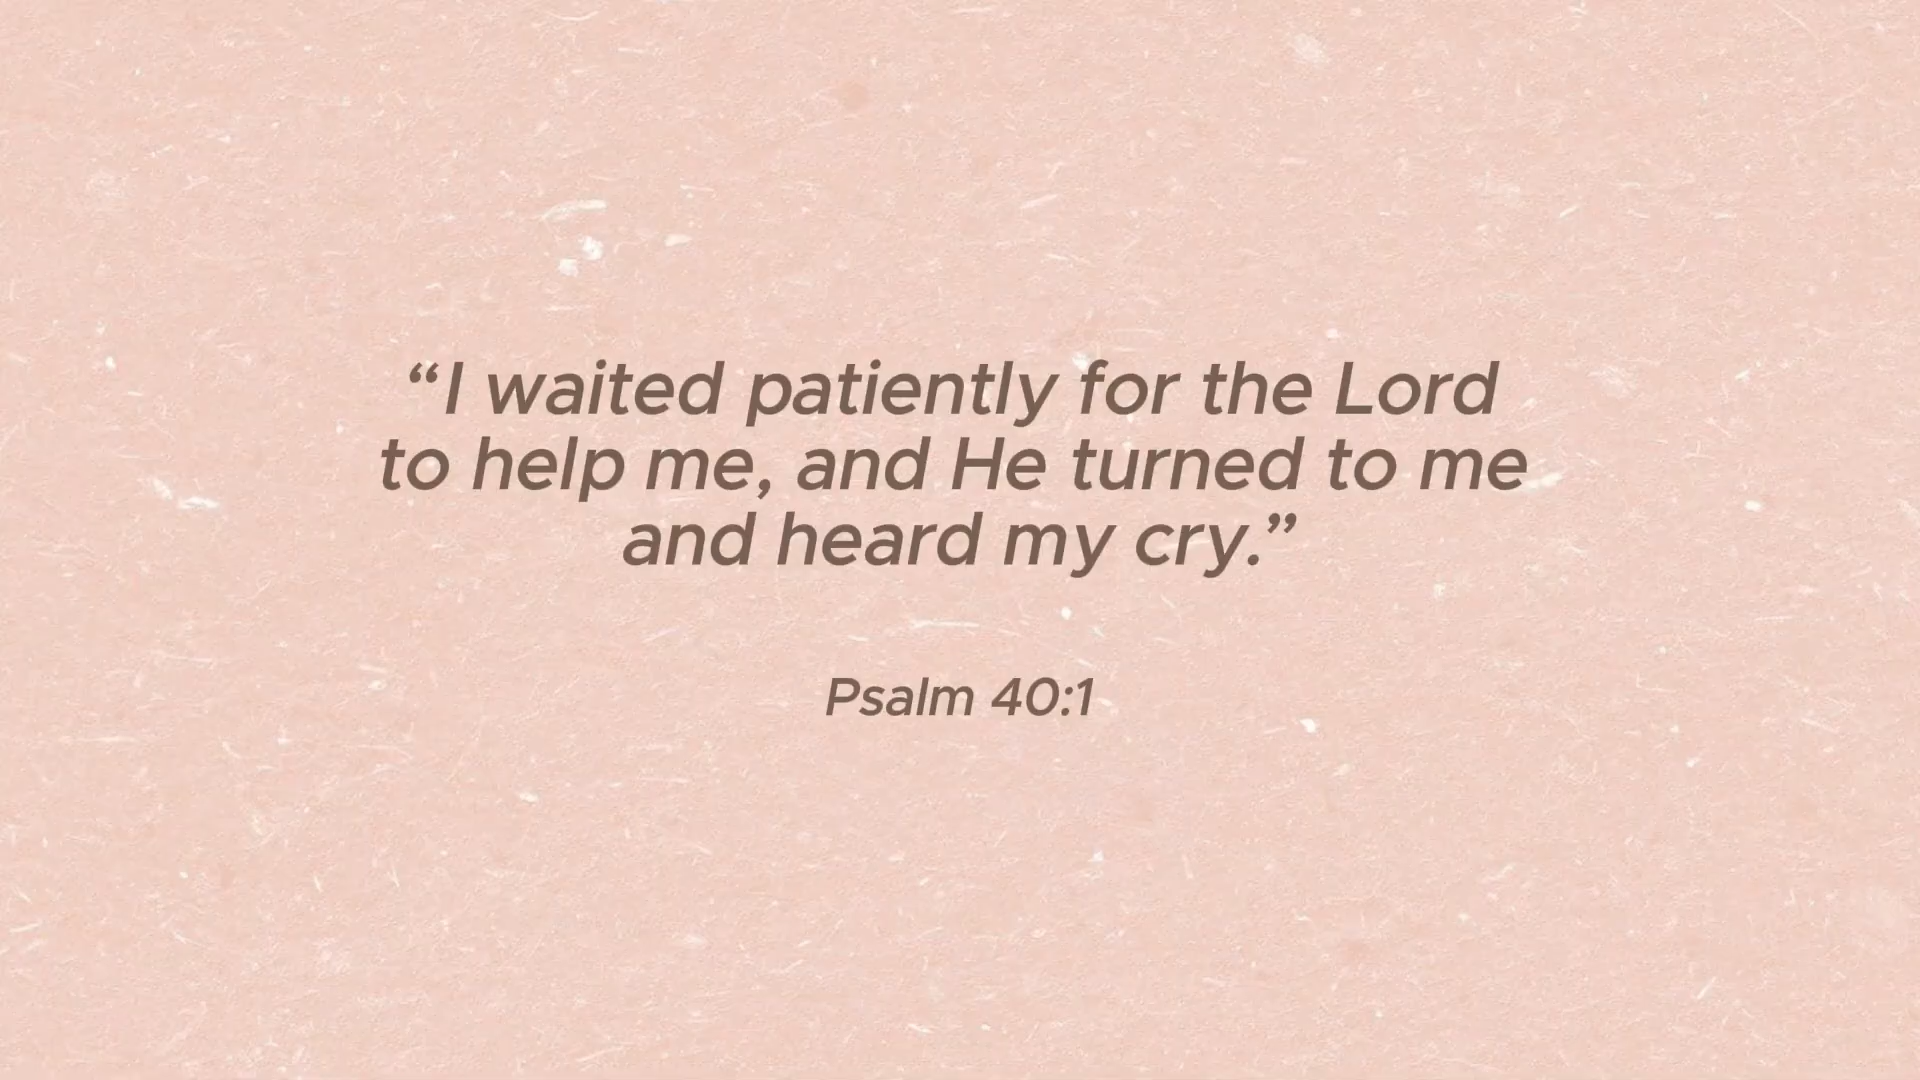 “I waited patiently for the Lord
to help me, and He turned to me
and heard my cry.”
Psalm 40:1